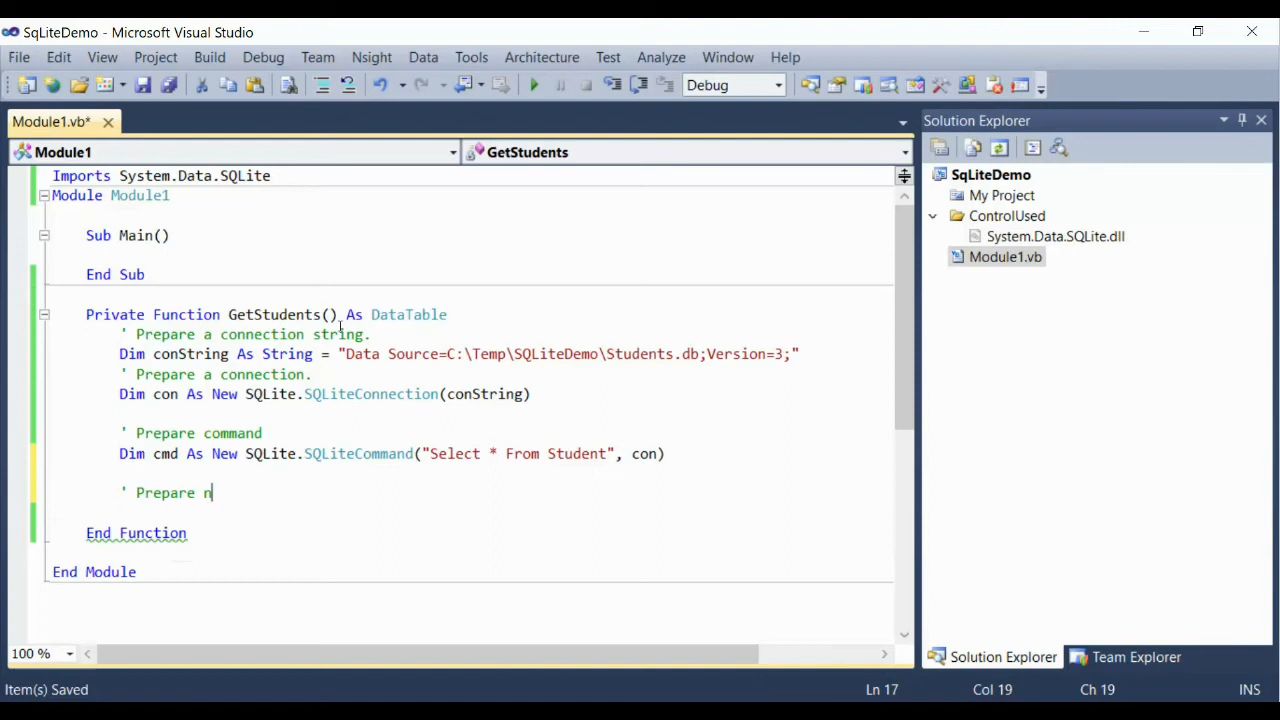 SqLiteDemo - Microsoft Visual Studio
File Edit View Project Build Debug Team Nsight Data Tools Architecture Test Analyze Window Help
Debug
Module1.vb*
Solution Explorer
Module1
GetStudents
Imports System.Data.SQLite
Module Module1
Sub Main()
End Sub
Private Function GetStudents() As DataTable
' Prepare a connection string.
Dim conString As String = "Data Source=C:\Temp\SQLiteDemo\Students.db;Version=3;"
' Prepare a connection.
Dim con As New SQLite.SQLiteConnection(conString)
' Prepare command
Dim cmd As New SQLite.SQLiteCommand("Select * From Student", con)
' Prepare n
End Function
End Module
SqLiteDemo
My Project
ControlUsed
System.Data.SQLite.dll
Module1.vb
100 %
Solution Explorer
Team Explorer
Item(s) Saved
Ln 17
Col 19
Ch 19
INS